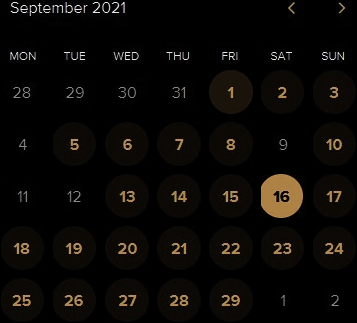 September 2021
MON TUE WED THU FRI SAT SUN
28 29 30 31 1 2 3
4 5 6 7 8 9 10
11 12 13 14 15 16 17
18 19 20 21 22 23 24
25 26 27 28 29 1 2